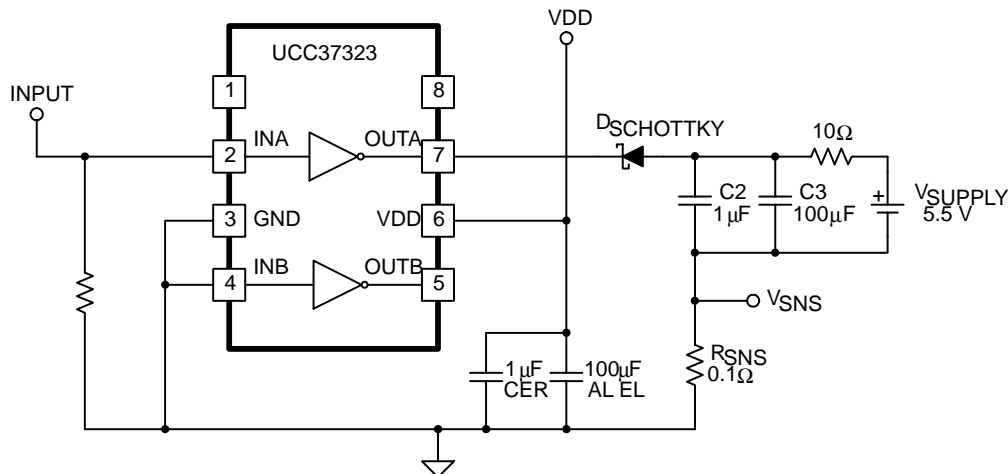 VDD
UCC37323
INPUT
1
8
DSCHOTTKY
INA
OUTA
10Ω
2
7
C2
1μF
C3
100μF
+
VSUPPLY
5.5 V
3
GND
VDD
6
INB
OUTB
4
5
VSNS
1μF
CER
100μF
AL EL
RSNS
0.1Ω